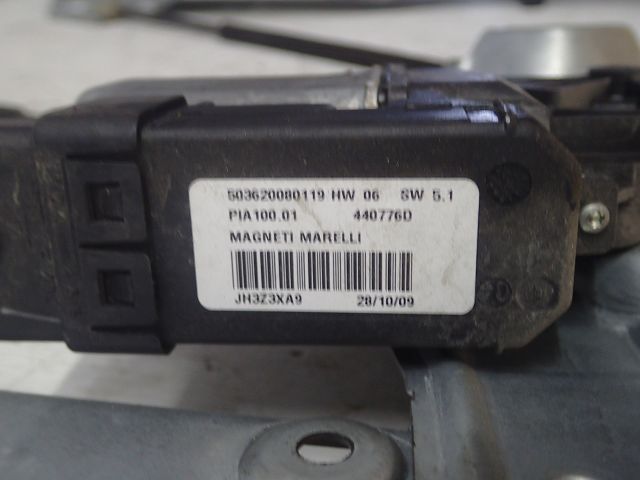 503620080119 HW 06 SW 5.1
PIA100.01 440776D
MAGNETI MARELLI
JH3Z3XA9 28/10/09